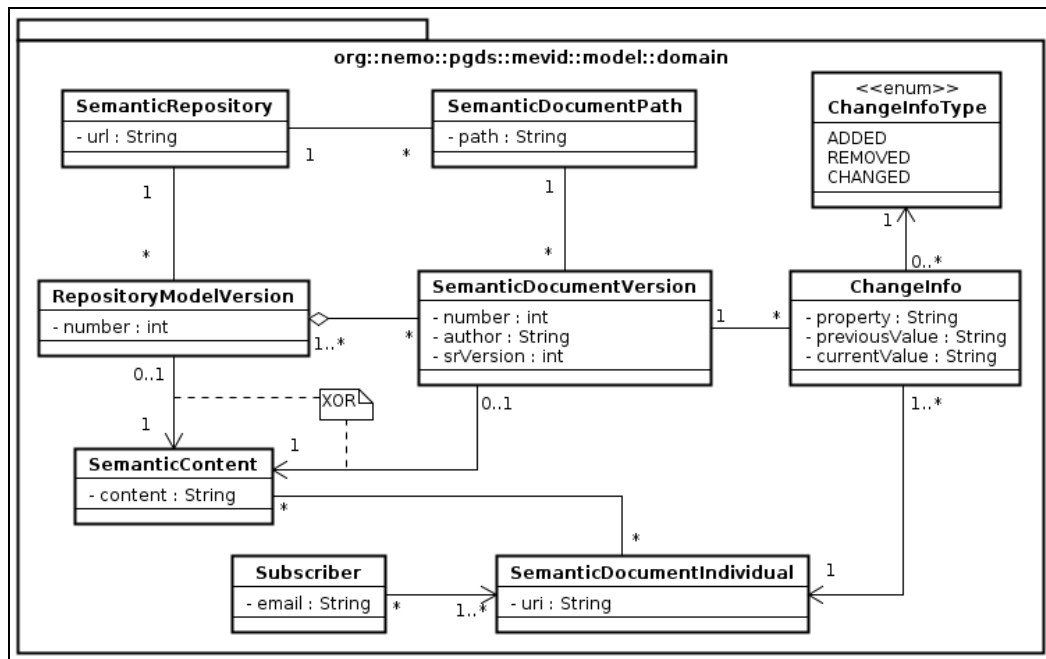 org::nemo::pgds::mevid::model::domain
SemanticRepository
- url : String
1
*
1
*
SemanticDocumentPath
- path : String
1
*
<<enum>>
ChangeInfoType
ADDED
REMOVED
CHANGED
1
0..*
RepositoryModelVersion
- number : int
1..*
*
0..1
1
SemanticDocumentVersion
- number : int
- author : String
- srVersion : int
1
*
0..1
1
ChangeInfo
- property : String
- previousValue : String
- currentValue : String
1..*
1
XOR
SemanticContent
- content : String
*
*
Subscriber
- email : String
*
1..*
SemanticDocumentIndividual
- uri : String